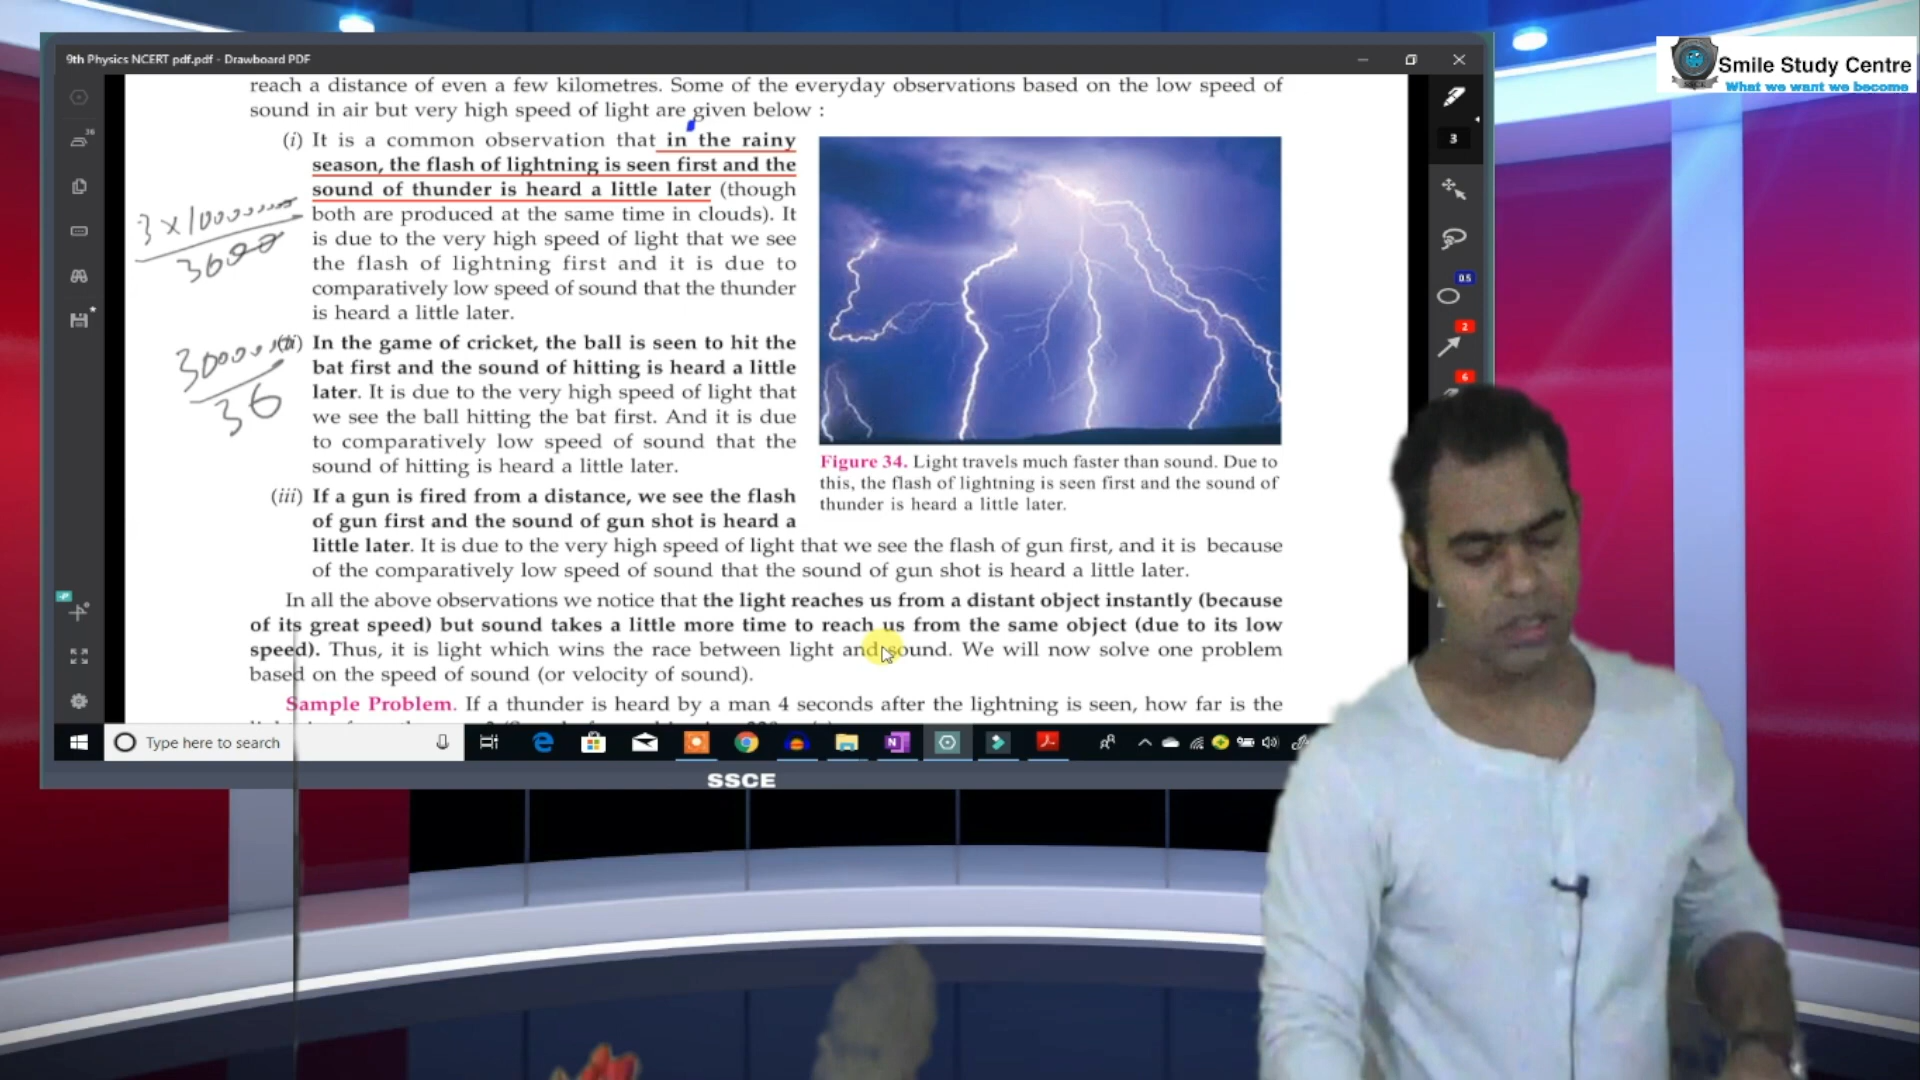 9th Physics NCERT pdf.pdf - Drawboard PDF
Smile Study Centre
What we want we become
reach a distance of even a few kilometres. Some of the everyday observations based on the low speed of
sound in air but very high speed of light are given below :
(i) It is a common observation that in the rainy
season, the flash of lightning is seen first and the
sound of thunder is heard a little later (though
both are produced at the same time in clouds). It
is due to the very high speed of light that we see
the flash of lightning first and it is due to
comparatively low speed of sound that the thunder
is heard a little later.
In the game of cricket, the ball is seen to hit the
bat first and the sound of hitting is heard a little
later. It is due to the very high speed of light that
we see the ball hitting the bat first. And it is due
to comparatively low speed of sound that the
sound of hitting is heard a little later.
Figure 34. Light travels much faster than sound. Due to
this, the flash of lightning is seen first and the sound of
thunder is heard a little later.
(iii) If a gun is fired from a distance, we see the flash
of gun first and the sound of gun shot is heard a
little later. It is due to the very high speed of light that we see the flash of gun first, and it is because
of the comparatively low speed of sound that the sound of gun shot is heard a little later.
In all the above observations we notice that the light reaches us from a distant object instantly (because
of its great speed) but sound takes a little more time to reach us from the same object (due to its low
speed). Thus, it is light which wins the race between light and sound. We will now solve one problem
based on the speed of sound (or velocity of sound).
Sample Problem. If a thunder is heard by a man 4 seconds after the lightning is seen, how far is the
3600
36
36
3
0.5
2
6
Type here to search
SSCE